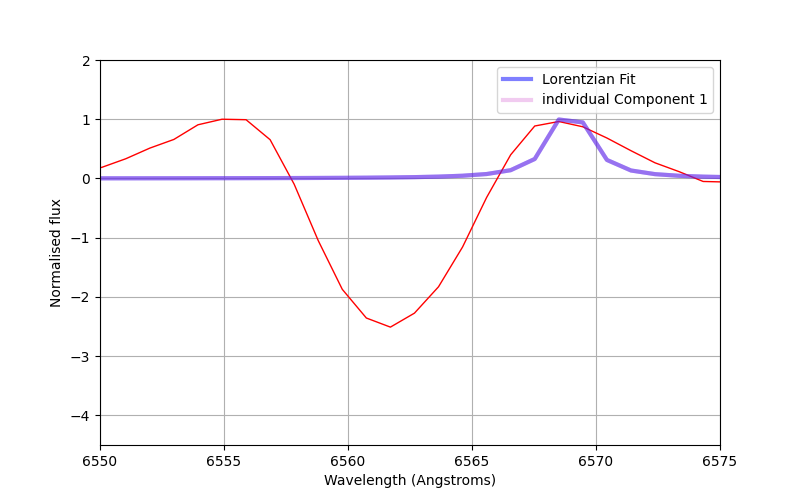 2
1
0
−1
−2
−3
−4
Normalised flux
Lorentzian Fit
individual Component 1
6550 6555 6560 6565 6570 6575
Wavelength (Angstroms)